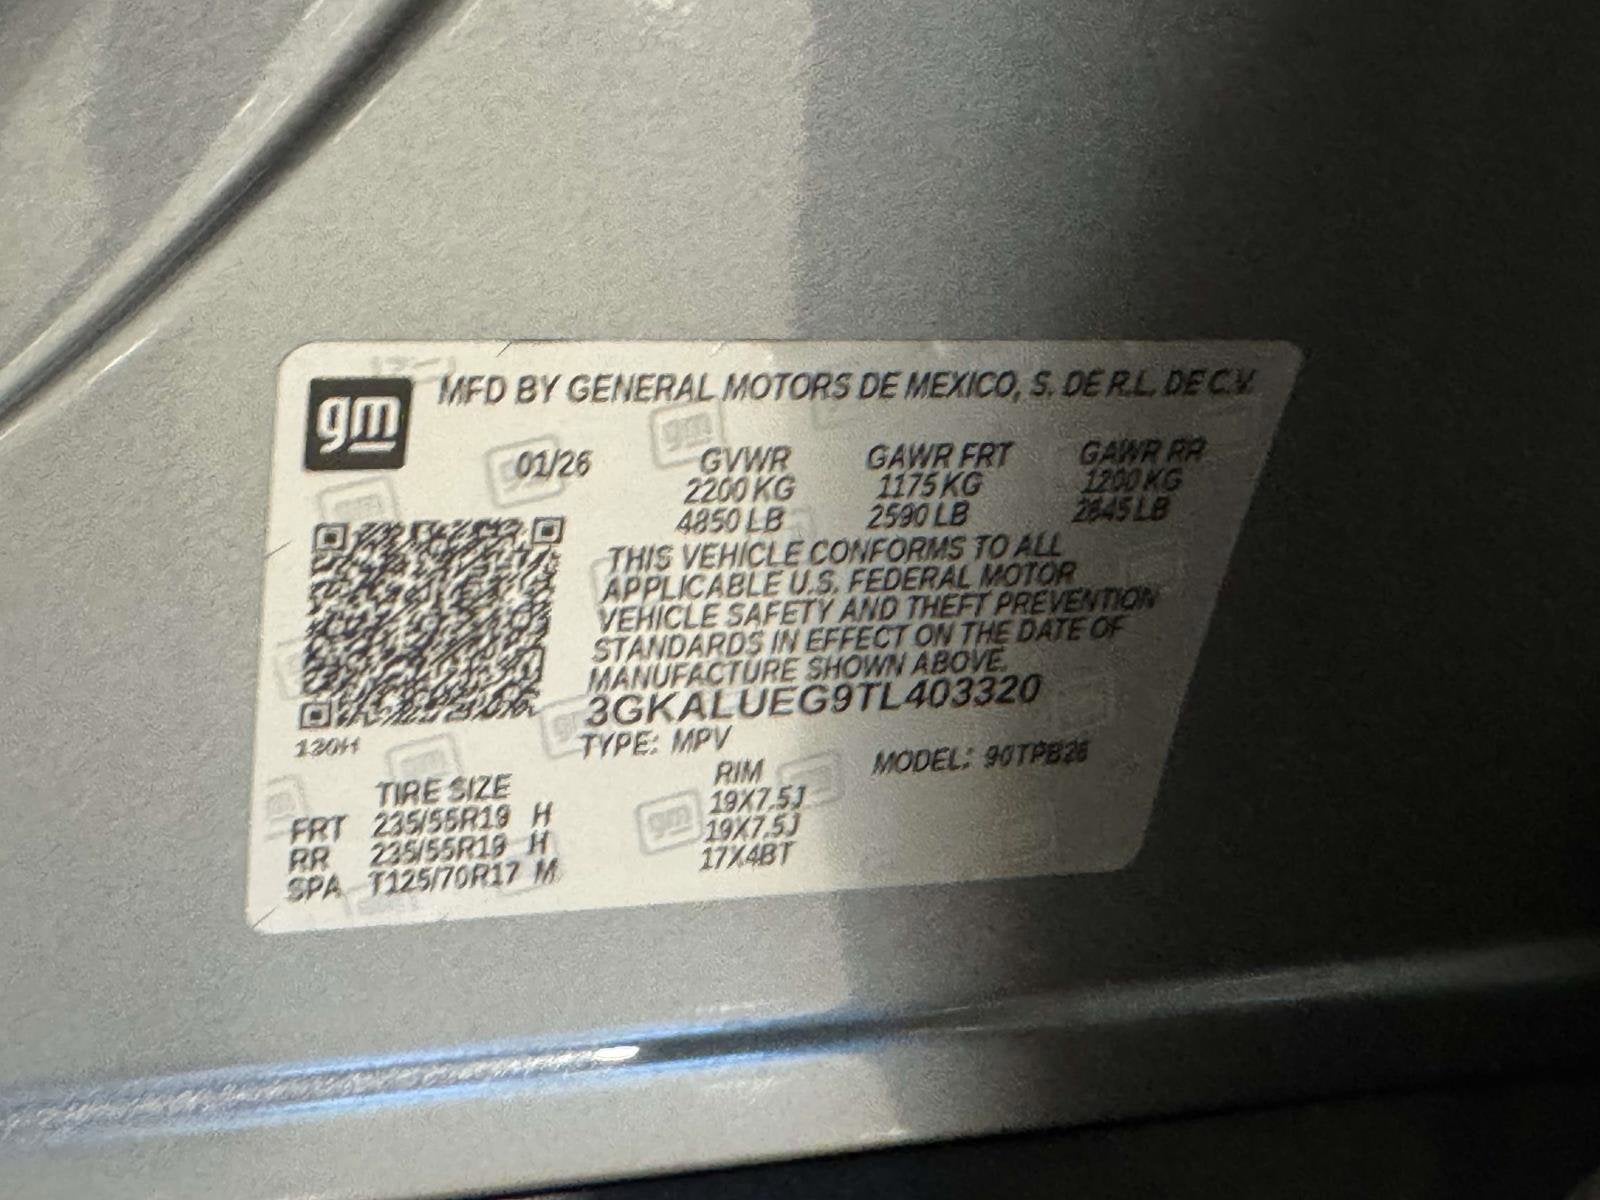 gm
MFD BY GENERAL MOTORS DE MEXICO, S. DE R.L. DE C.V.
01/26 GVWR GAWR FRT GAWR RR
2200 KG 1175 KG 1200 KG
4850 LB 2590 LB 2645 LB
THIS VEHICLE CONFORMS TO ALL
APPLICABLE U.S. FEDERAL MOTOR
VEHICLE SAFETY AND THEFT PREVENTION
STANDARDS IN EFFECT ON THE DATE OF
MANUFACTURE SHOWN ABOVE.
3GKALUEG9TL403320
TYPE: MPV MODEL: 90TPB26
130H
TIRE SIZE RIM
FRT 235/55R19 H 19X7.5J
RR 235/55R19 H 19X7.5J
SPA T125/70R17 M 17X4BT